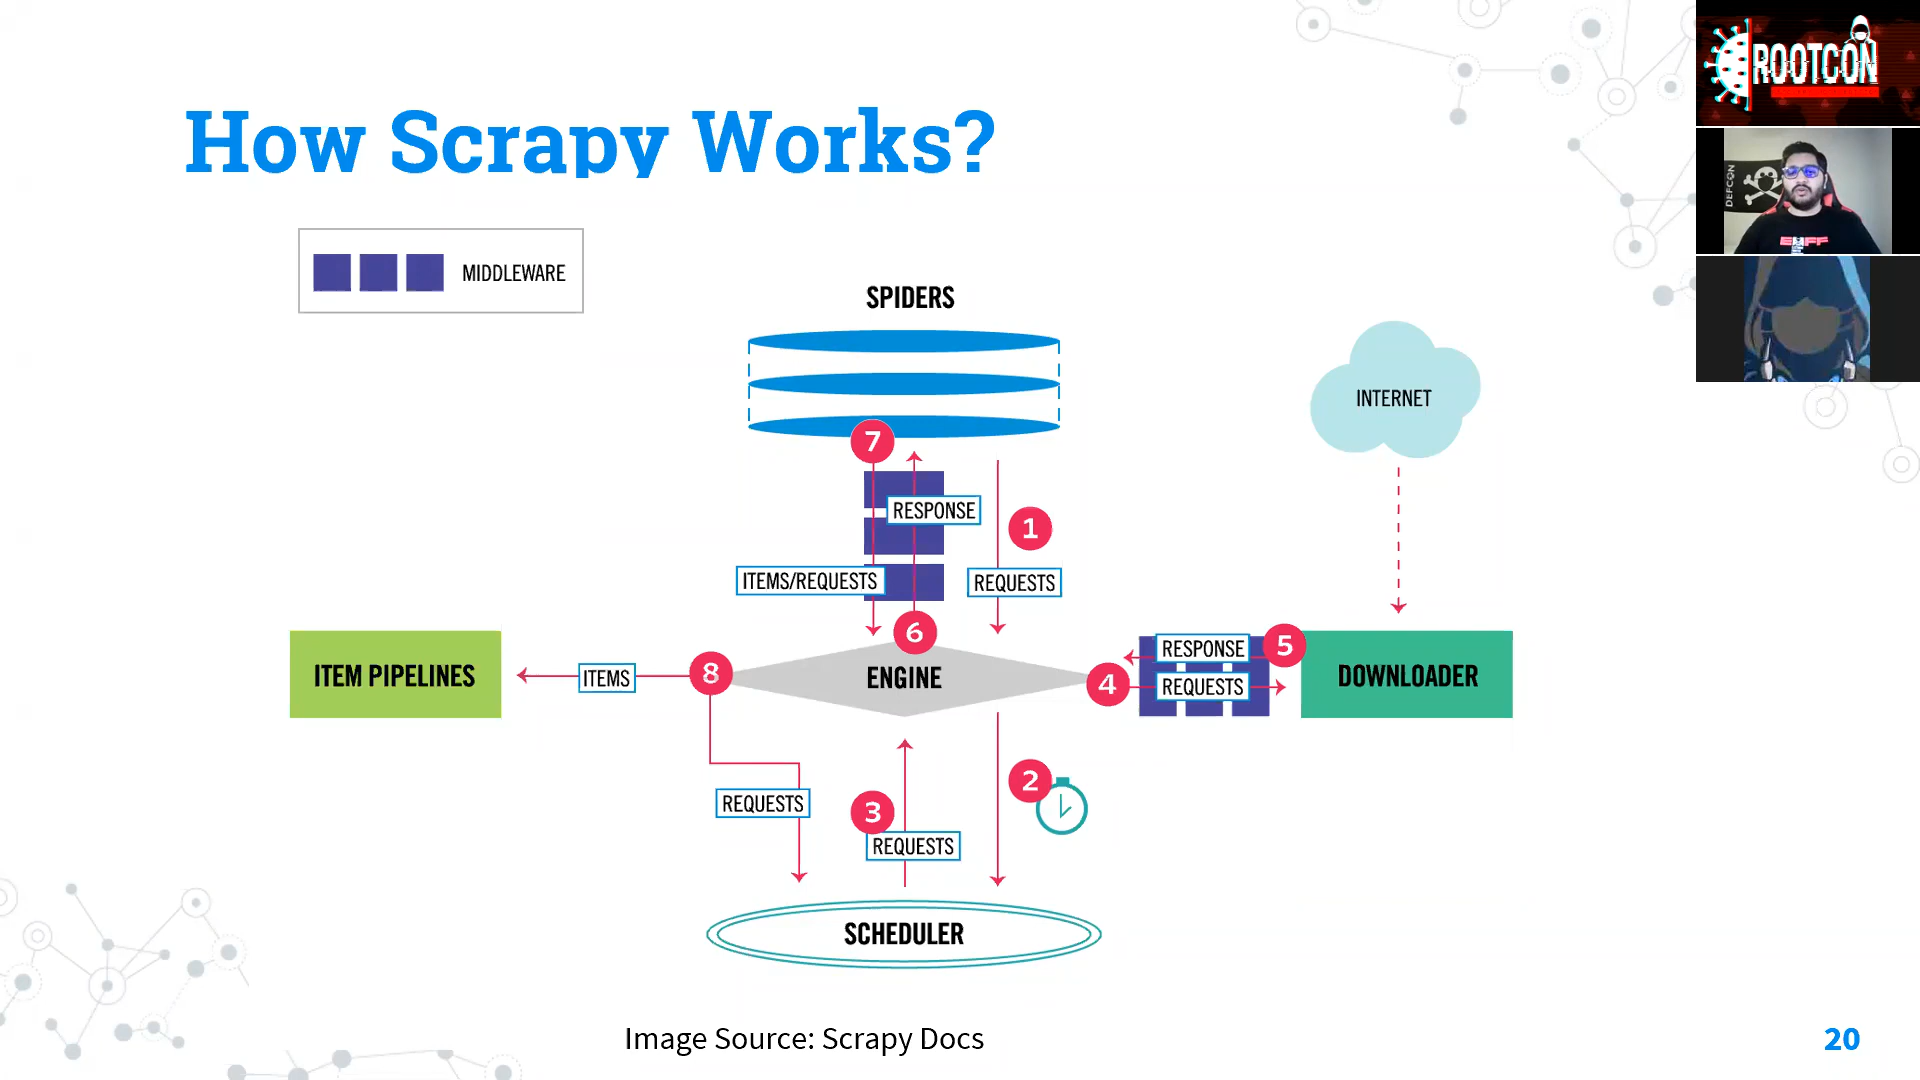 How Scrapy Works?
ROOTCON
DEFCON
MIDDLEWARE
SPIDERS
INTERNET
7
RESPONSE
1
ITEMS/REQUESTS
REQUESTS
6
5
RESPONSE
ITEM PIPELINES
ITEMS
8
ENGINE
4
REQUESTS
DOWNLOADER
2
REQUESTS
3
REQUESTS
SCHEDULER
Image Source: Scrapy Docs
20